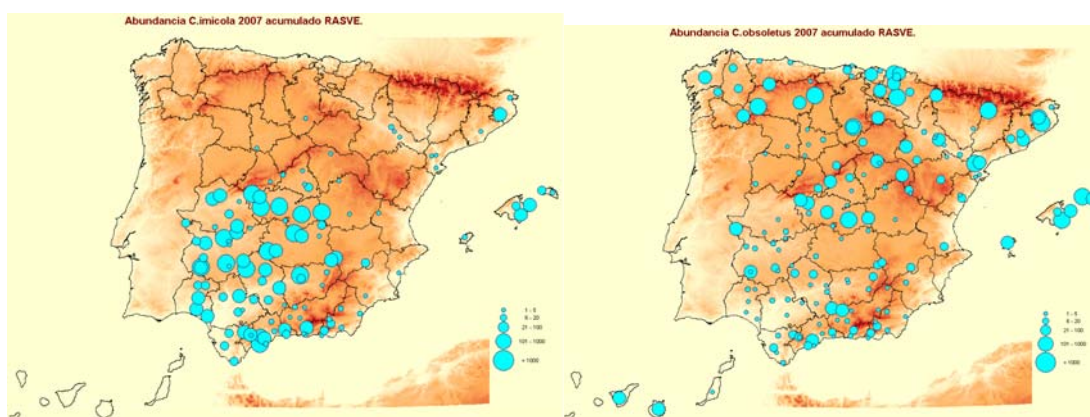 Abundancia C.imicola 2007 acumulado RASVE.
1 - 5
6 - 20
21 - 100
101 - 1000
+ 1000
Abundancia C.obsoletus 2007 acumulado RASVE.
1 - 5
6 - 20
21 - 100
101 - 1000
+ 1000